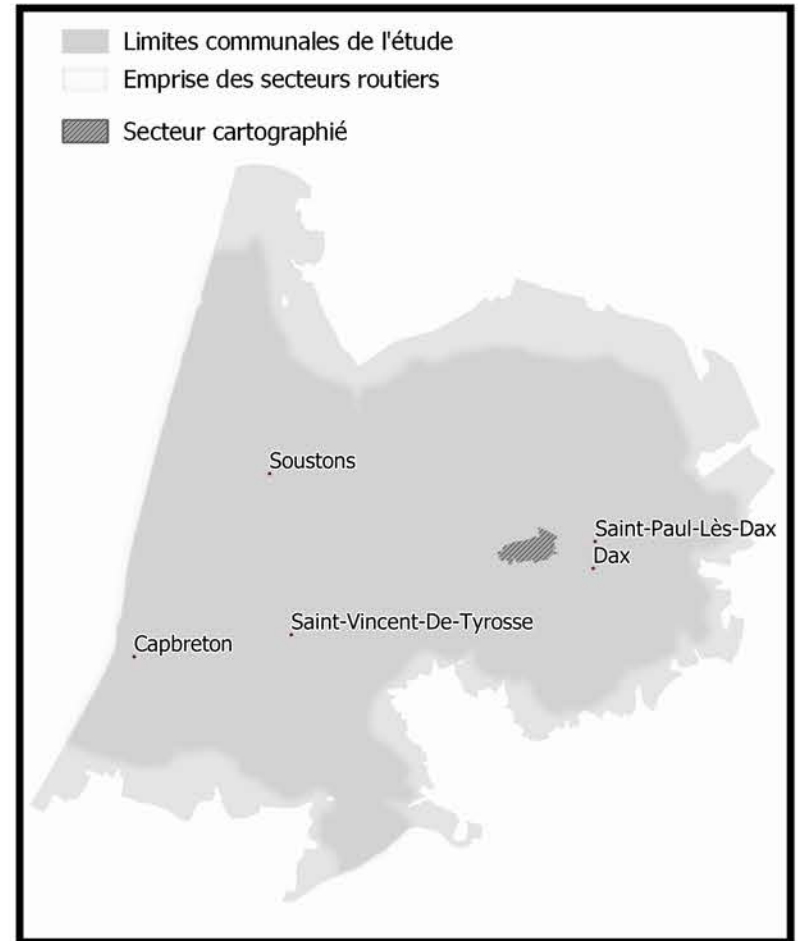 Limites communales de l'étude
Emprise des secteurs routiers
Secteur cartographié
Soustons
Saint-Paul-Lès-Dax
Dax
Saint-Vincent-De-Tyrosse
Capbreton